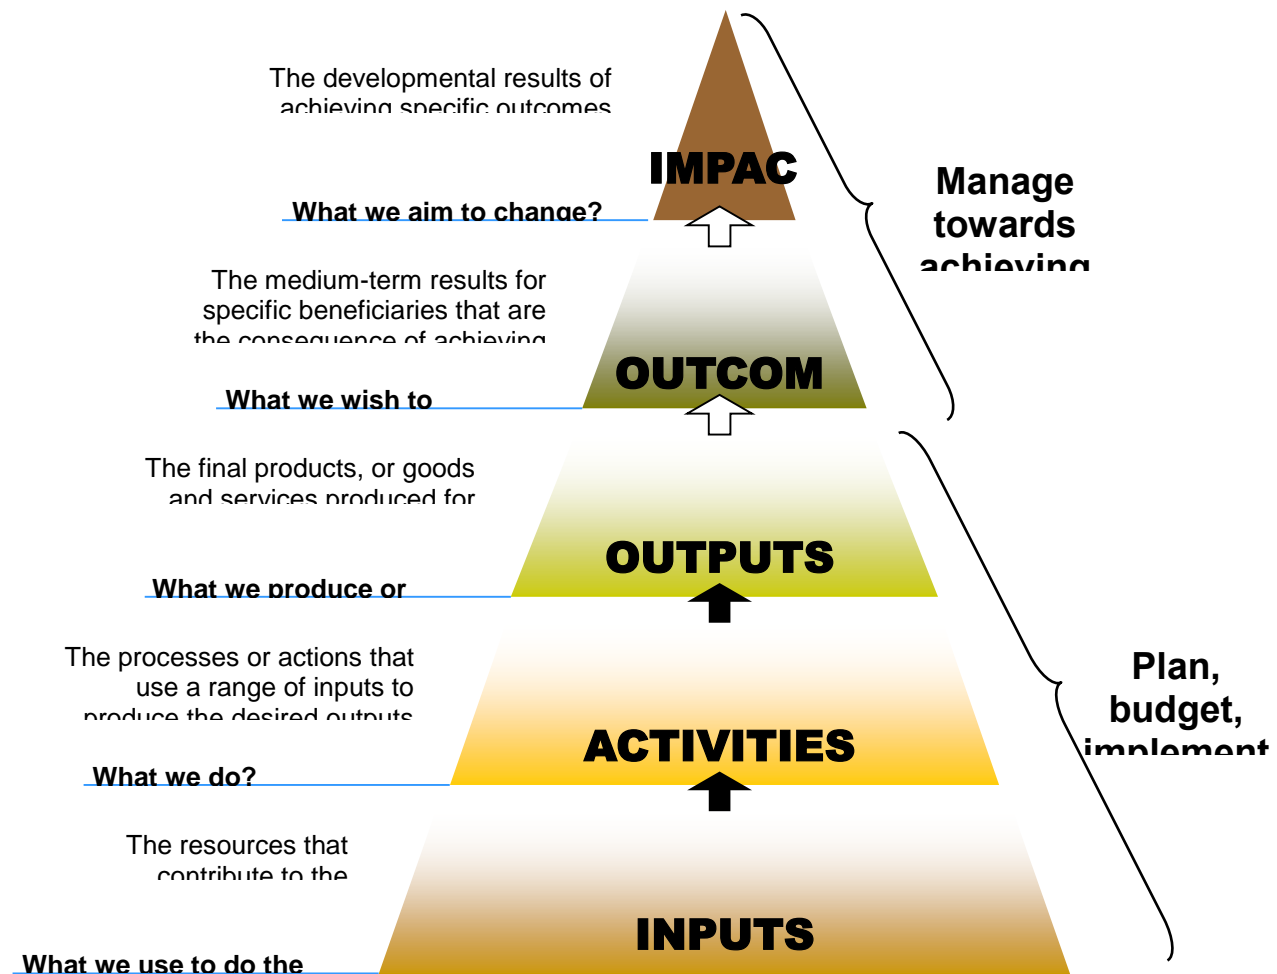 The developmental results of
achieving specific outcomes
IMPAC
What we aim to change?
Manage
towards
achieving
The medium-term results for
specific beneficiaries that are
the consequence of achieving
OUTCOM
What we wish to
The final products, or goods
and services produced for
OUTPUTS
What we produce or
The processes or actions that
use a range of inputs to
produce the desired outputs
Plan,
budget,
implement
ACTIVITIES
What we do?
The resources that
contribute to the
INPUTS
What we use to do the